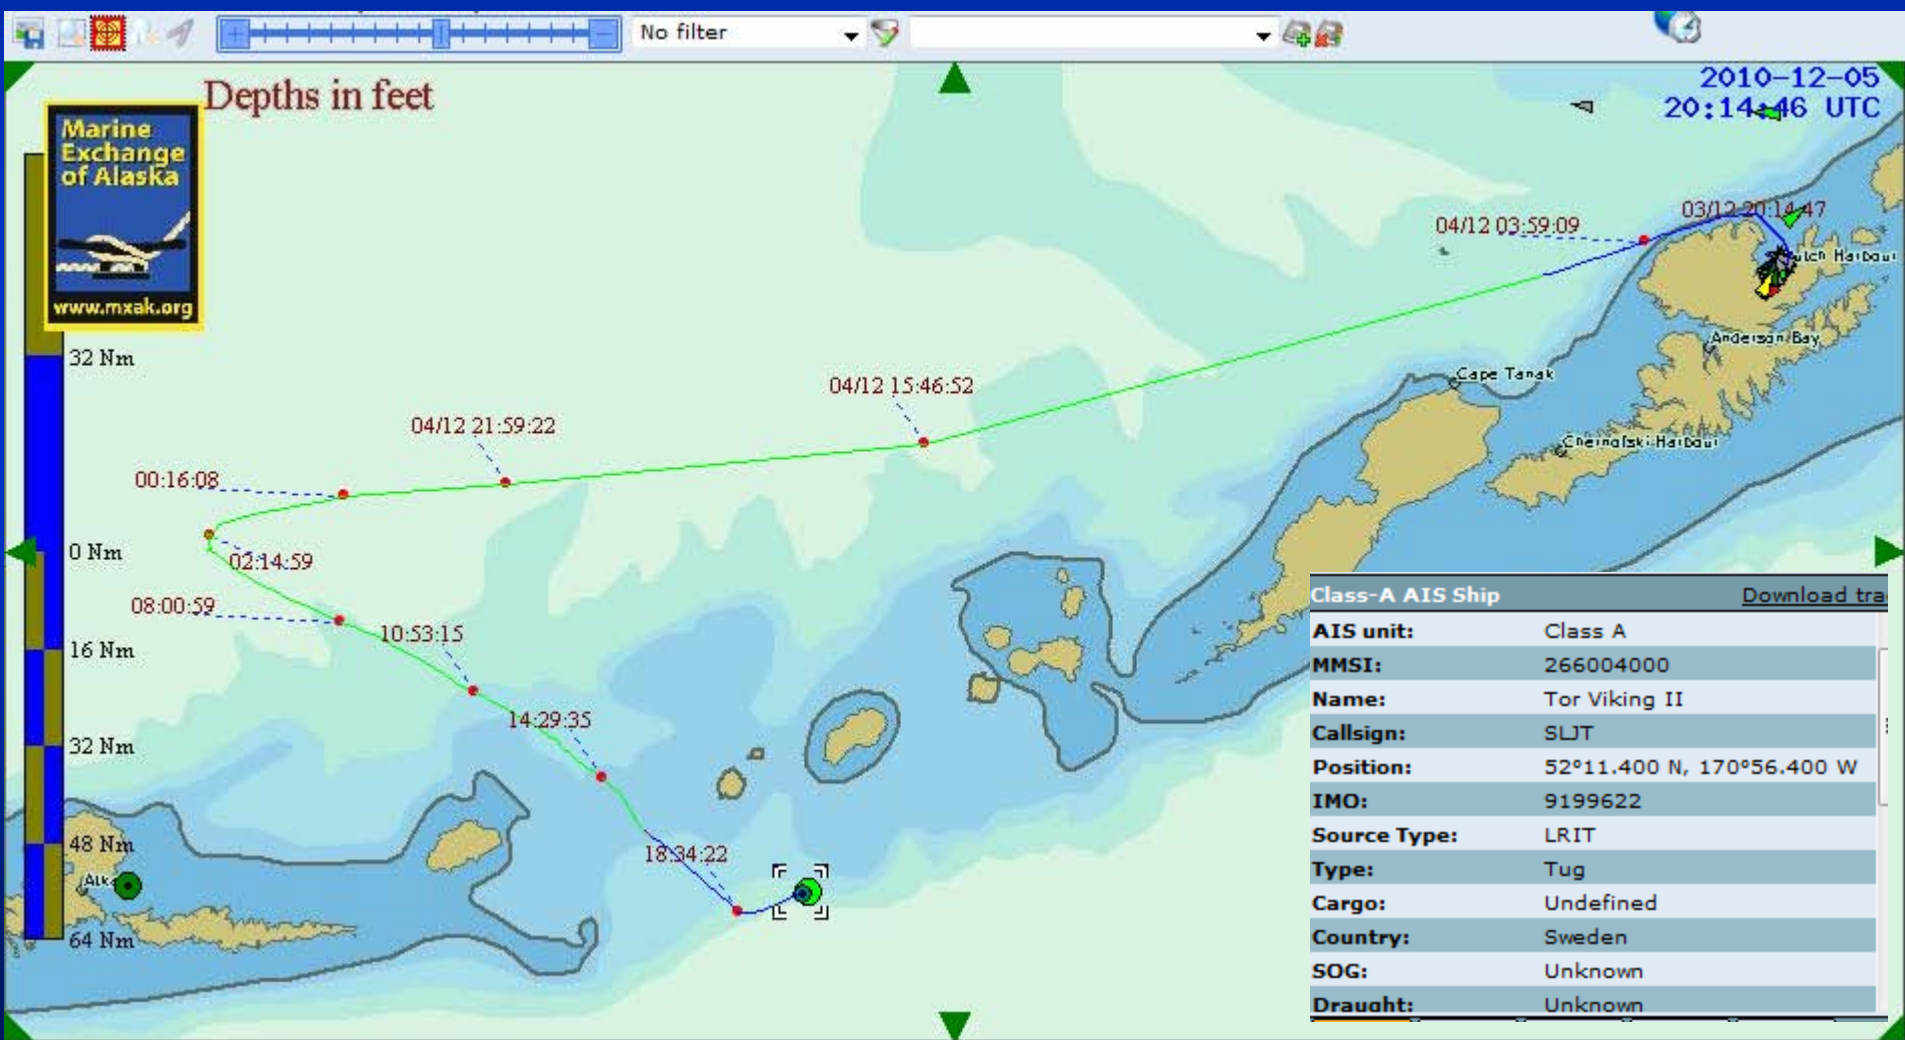 No filter
Depths in feet
2010-12-05
20:14:46 UTC
Marine
Exchange
of Alaska
www.mxak.org
03/12 20:14:47
04/12 03:59:09
Harbour
Anderson Bay
32 Nm
Cape Tanak
04/12 15:46:52
04/12 21:59:22
Chernofski Harbour
00:16:08
0 Nm
02:14:59
08:00:59
10:53:15
16 Nm
14:29:35
32 Nm
48 Nm
18:34:22
64 Nm
Class-A AIS Ship Download tra
AIS unit: Class A
MMSI: 266004000
Name: Tor Viking II
Callsign: SLJT
Position: 52°11.400 N, 170°56.400 W
IMO: 9199622
Source Type: LRIT
Type: Tug
Cargo: Undefined
Country: Sweden
SOG: Unknown
Draught: Unknown